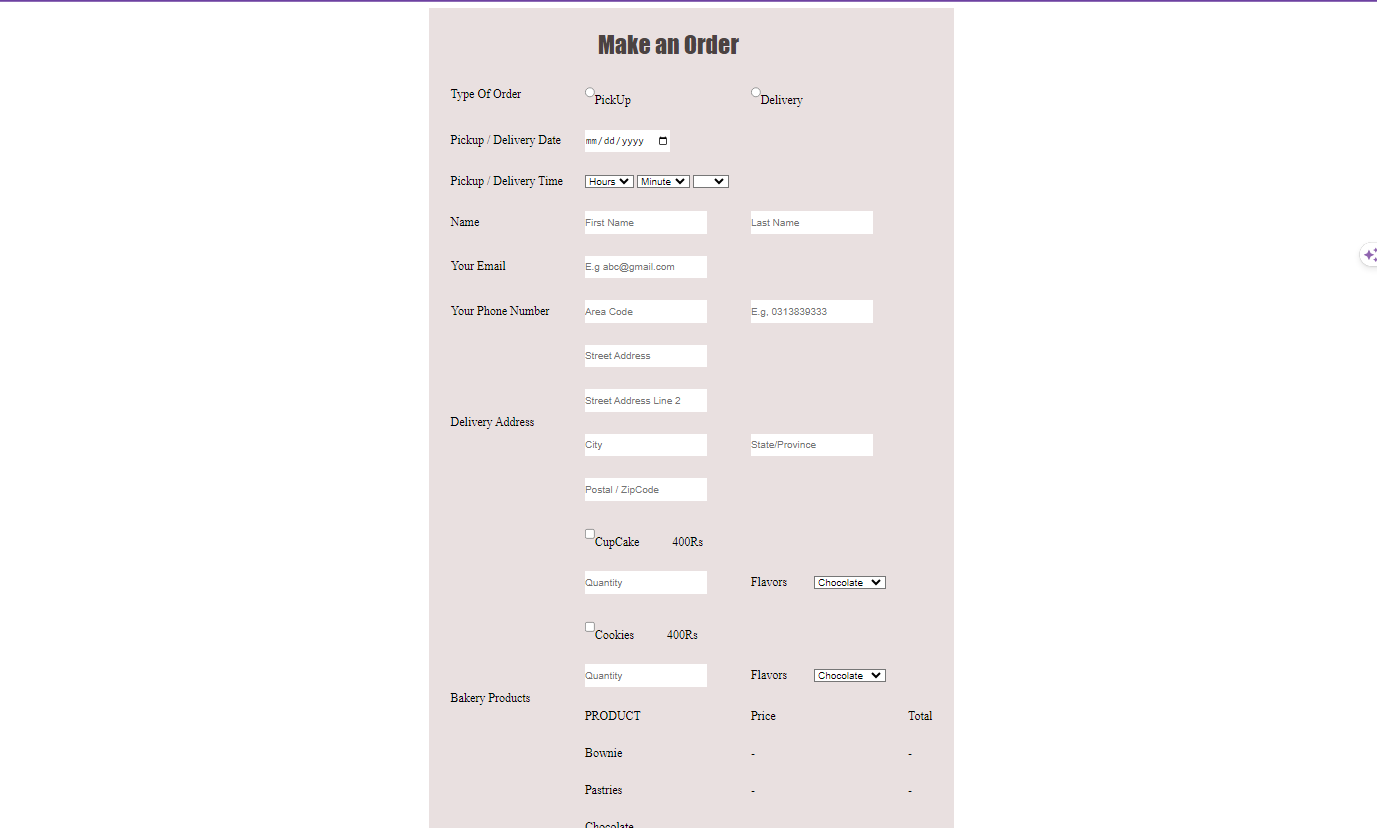 Make an Order
Type Of Order PickUp Delivery
Pickup / Delivery Date mm/dd/yyyy
Pickup / Delivery Time Hours Minute
Name First Name Last Name
Your Email E.g abc@gmail.com
Your Phone Number Area Code E.g, 0313839333
Street Address
Street Address Line 2
Delivery Address
City State/Province
Postal / ZipCode
CupCake 400Rs
Quantity Flavors Chocolate
Cookies 400Rs
Quantity Flavors Chocolate
Bakery Products
PRODUCT Price Total
Bownie - -
Pastries - -
Chocolate